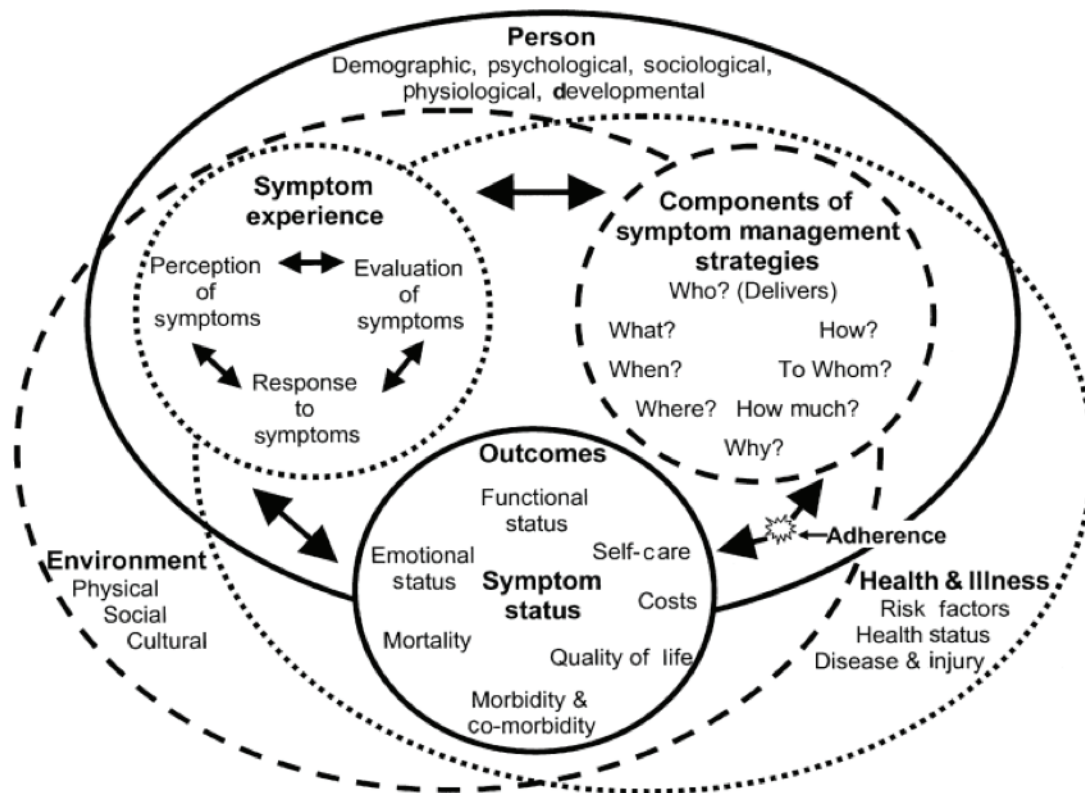 Person
Demographic, psychological, sociological,
physiological, developmental
Symptom
experience
Perception
of
symptoms
Evaluation
of
symptoms
Response
to
symptoms
Components of
symptom management
strategies
Who? (Delivers)
What?
How?
When?
To Whom?
Where?
How much?
Why?
Outcomes
Functional
status
Emotional
status
Self-care
Symptom
status
Costs
Mortality
Quality of life
Morbidity &
co-morbidity
Adherence
Environment
Physical
Social
Cultural
Health & Illness
Risk factors
Health status
Disease & injury